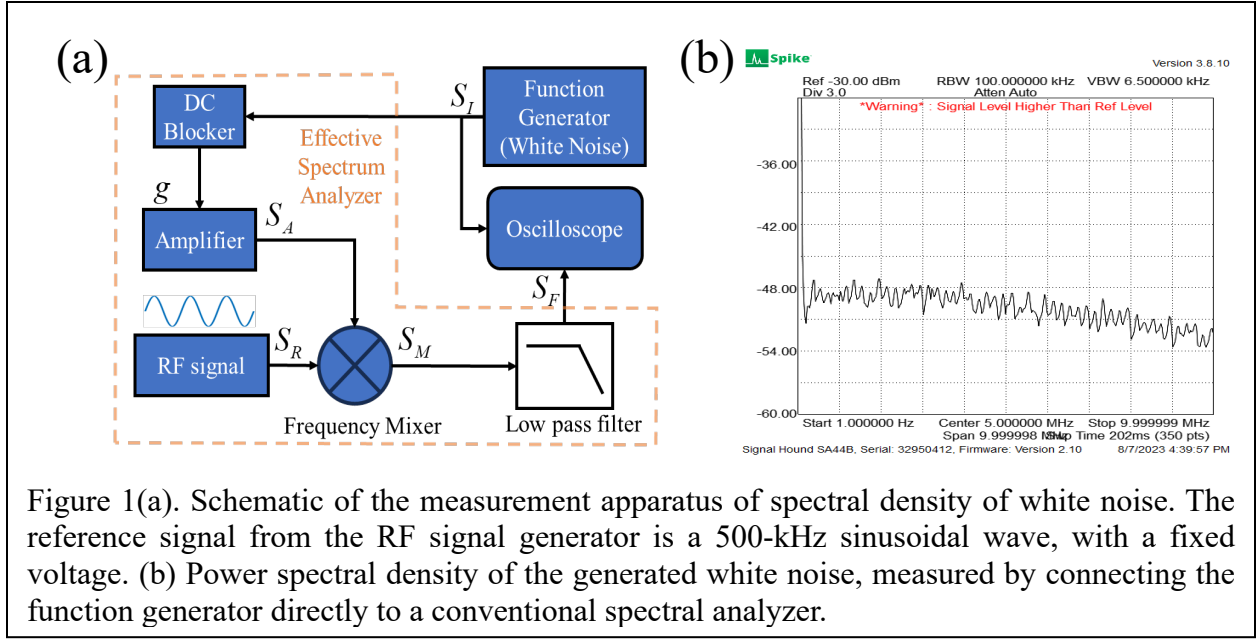 (a)
DC
Blocker
S_I
Function
Generator
(White Noise)
Effective
Spectrum
Analyzer
g
Amplifier
S_A
Oscilloscope
S_F
RF signal
S_R
S_M
Frequency Mixer
Low pass filter
(b)
Spike
Version 3.8.10
Ref -30.00 dBm RBW 100.000000 kHz VBW 6.500000 kHz
Div 3.0 Atten Auto
*Warning* : Signal Level Higher Than Ref Level
-36.00
-42.00
-48.00
-54.00
-60.00
Start 1.000000 Hz Center 5.000000 MHz Stop 9.999999 MHz
Span 9.999998 MHz Time 202ms (350 pts)
Signal Hound SA44B, Serial: 32950412, Firmware: Version 2.10 8/7/2023 4:39:57 PM
Figure 1(a). Schematic of the measurement apparatus of spectral density of white noise. The
reference signal from the RF signal generator is a 500-kHz sinusoidal wave, with a fixed
voltage. (b) Power spectral density of the generated white noise, measured by connecting the
function generator directly to a conventional spectral analyzer.